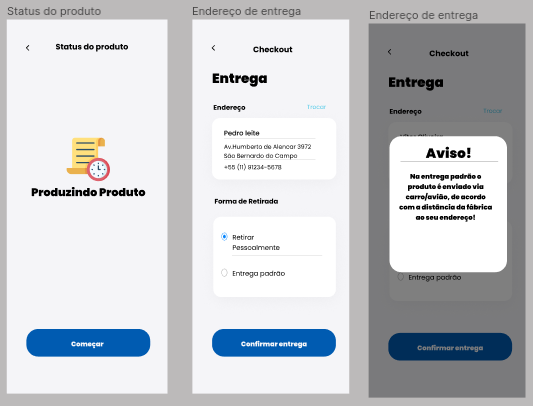 Status do produto
Status do produto
Produzindo Produto
Começar
Endereço de entrega
Checkout
Entrega
Endereço
Trocar
Pedro leite
Av.Humberto de Alencar 3972
São Bernardo do Campo
+55 (11) 91234-5678
Forma de Retirada
Retirar
Pessoalmente
Entrega padrão
Confirmar entrega
Endereço de entrega
Checkout
Entrega
Endereço
Trocar
Aviso!
Na entrega padrão o
produto é enviado via
carro/avião, de acordo
com a distância da fábrica
ao seu endereço!
Entrega padrão
Confirmar entrega